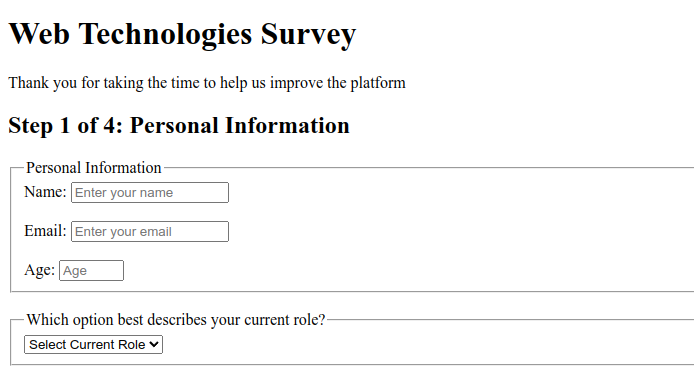 Web Technologies Survey
Thank you for taking the time to help us improve the platform
Step 1 of 4: Personal Information
Personal Information
Name: Enter your name
Email: Enter your email
Age: Age
Which option best describes your current role?
Select Current Role